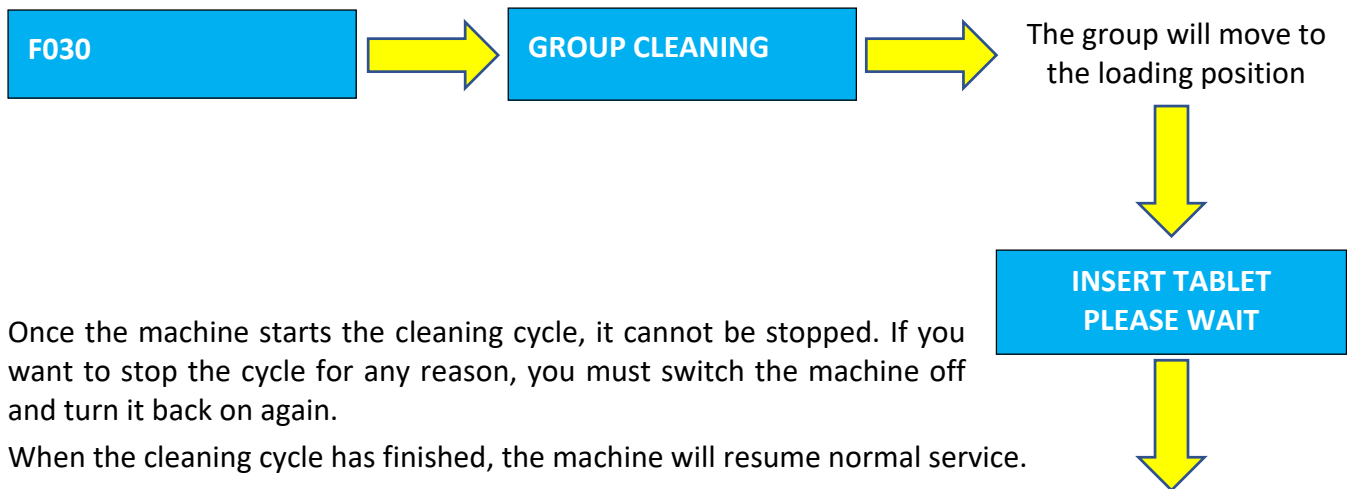 F030
GROUP CLEANING
The group will move to
the loading position
INSERT TABLET
PLEASE WAIT
Once the machine starts the cleaning cycle, it cannot be stopped. If you
want to stop the cycle for any reason, you must switch the machine off
and turn it back on again.
When the cleaning cycle has finished, the machine will resume normal service.